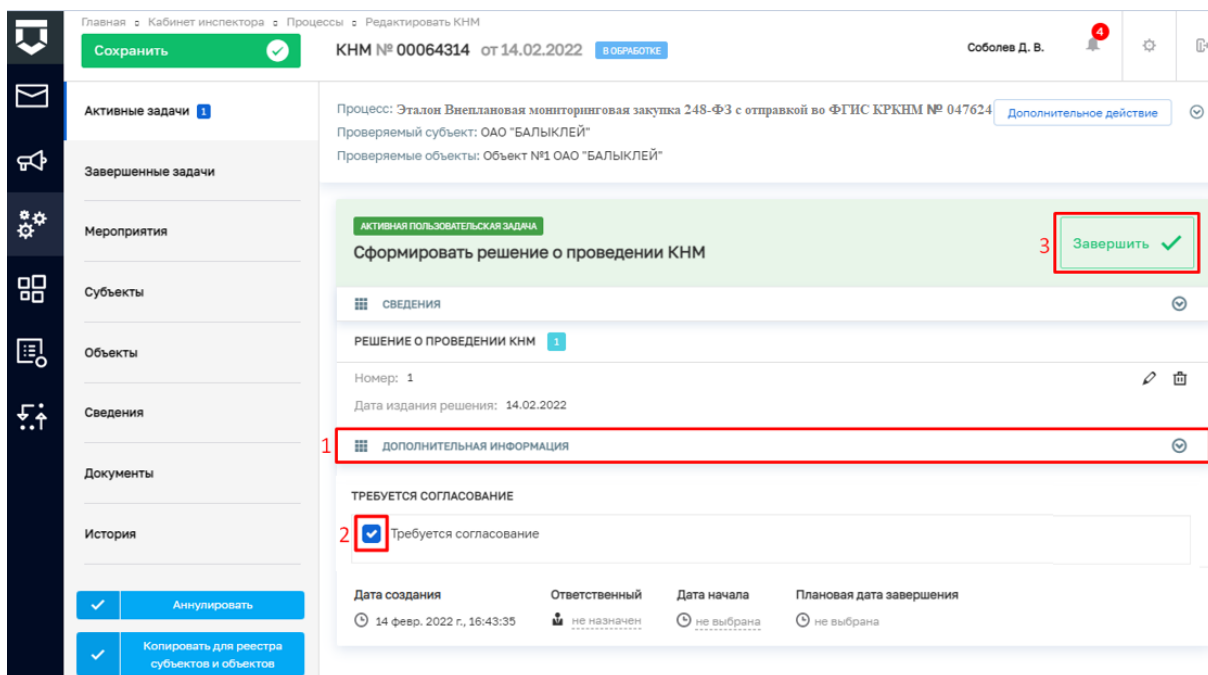 Главная Кабинет инспектора Процессы Редактировать КНМ
Сохранить
КНМ № 00064314 от 14.02.2022 В ОБРАБОТКЕ
Соболев Д. В.
4
Активные задачи 1
Завершенные задачи
Мероприятия
Субъекты
Объекты
Сведения
Документы
История
Аннулировать
Копировать для реестра
субъектов и объектов
Процесс: Эталон Внеплановая мониторинговая закупка 248-ФЗ с отправкой во ФГИС КРКНМ № 047624
Дополнительное действие
Проверяемый субъект: ОАО "БАЛЫКЛЕЙ"
Проверяемые объекты: Объект №1 ОАО "БАЛЫКЛЕЙ"
АКТИВНАЯ ПОЛЬЗОВАТЕЛЬСКАЯ ЗАДАЧА
Сформировать решение о проведении КНМ
3 Завершить
СВЕДЕНИЯ
РЕШЕНИЕ О ПРОВЕДЕНИИ КНМ 1
Номер: 1
Дата издания решения: 14.02.2022
1 ДОПОЛНИТЕЛЬНАЯ ИНФОРМАЦИЯ
ТРЕБУЕТСЯ СОГЛАСОВАНИЕ
2 Требуется согласование
Дата создания Ответственный Дата начала Плановая дата завершения
14 февр. 2022 г., 16:43:35 не назначен не выбрана не выбрана